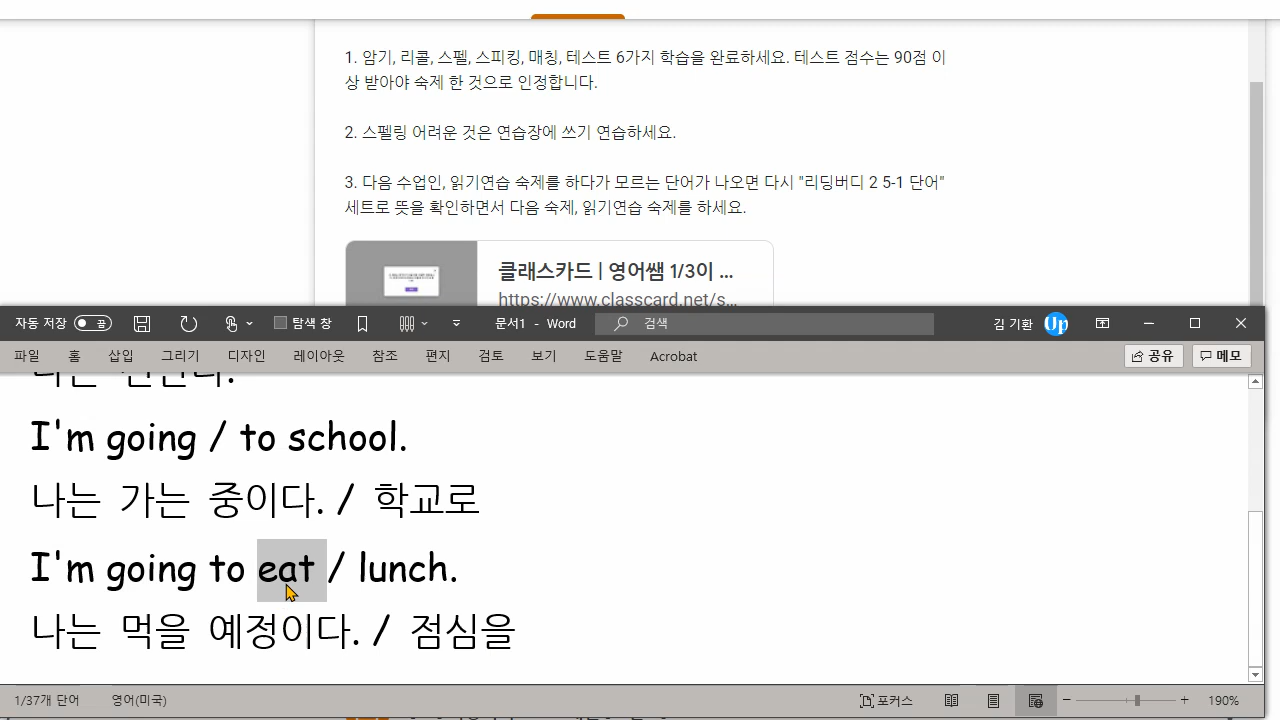 1. 암기, 리콜, 스펠, 스피킹, 매칭, 테스트 6가지 학습을 완료하세요. 테스트 점수는 90점 이
상 받아야 숙제 한 것으로 인정합니다.
2. 스펠링 어려운 것은 연습장에 쓰기 연습하세요.
3. 다음 수업인, 읽기연습 숙제를 하다가 모르는 단어가 나오면 다시 "리딩버디 2 5-1 단어"
세트로 뜻을 확인하면서 다음 숙제, 읽기연습 숙제를 하세요.
클래스카드 | 영어쌤 1/3이 ...
https://www.classcard.net/s...
자동 저장 끔 탐색 창 문서1 - Word 검색 김 기환 Up
파일 홈 삽입 그리기 디자인 레이아웃 참조 편지 검토 보기 도움말 Acrobat 공유 메모
I'm going / to school.
나는 가는 중이다. / 학교로
I'm going to eat / lunch.
나는 먹을 예정이다. / 점심을
1/37개 단어 영어(미국) 포커스 190%